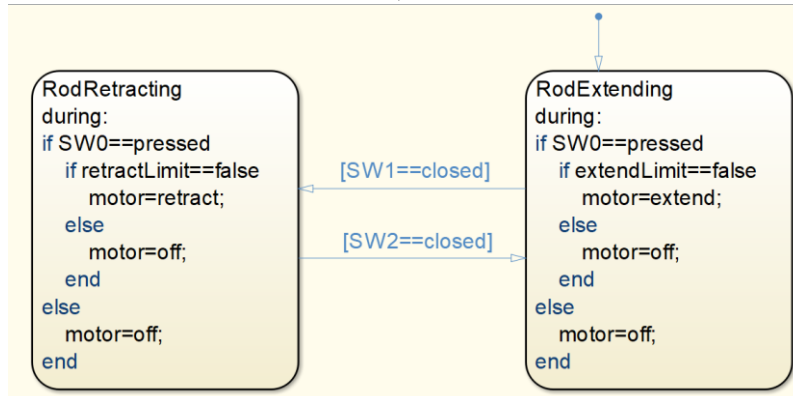 RodRetracting
during:
if SW0==pressed
if retractLimit==false
motor=retract;
else
motor=off;
end
else
motor=off;
end
[SW1==closed]
[SW2==closed]
RodExtending
during:
if SW0==pressed
if extendLimit==false
motor=extend;
else
motor=off;
end
else
motor=off;
end